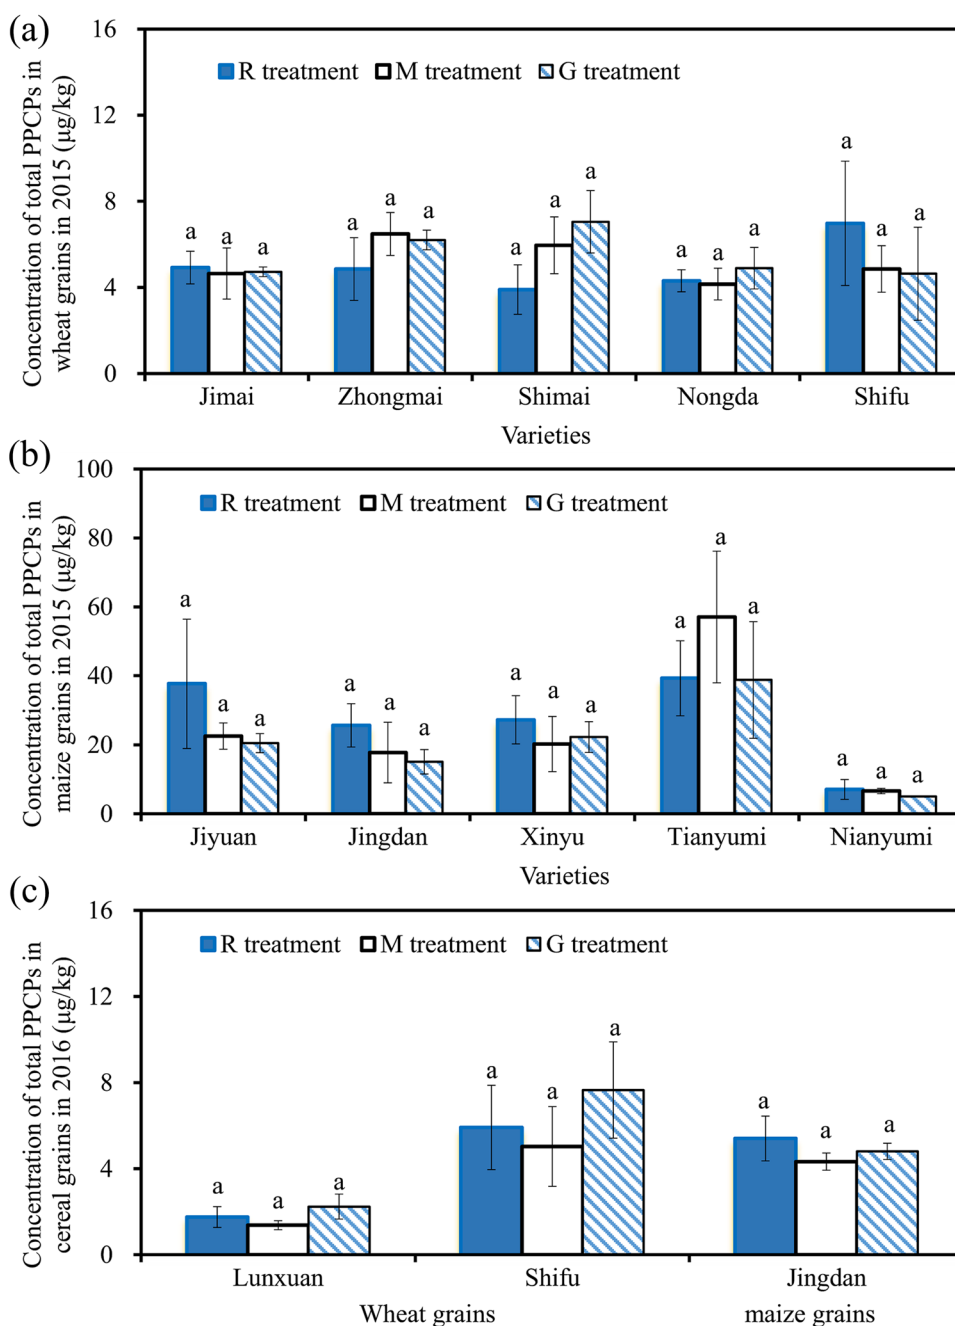 (a)
Concentration of total PPCPs in
wheat grains in 2015 (μg/kg)
16
12
8
4
0
R treatment M treatment G treatment
a a a a a a a a a a a a a a a
Jimai Zhongmai Shimai Nongda Shifu
Varieties
(b)
Concentration of total PPCPs in
maize grains in 2015 (μg/kg)
100
80
60
40
20
0
R treatment M treatment G treatment
a a a a a a a a a a a a a a a
Jiyuan Jingdan Xinyu Tianyumi Nianyumi
Varieties
(c)
Concentration of total PPCPs in
cereal grains in 2016 (μg/kg)
16
12
8
4
0
R treatment M treatment G treatment
a a a a a a a a a
Lunxuan Shifu Jingdan
Wheat grains maize grains